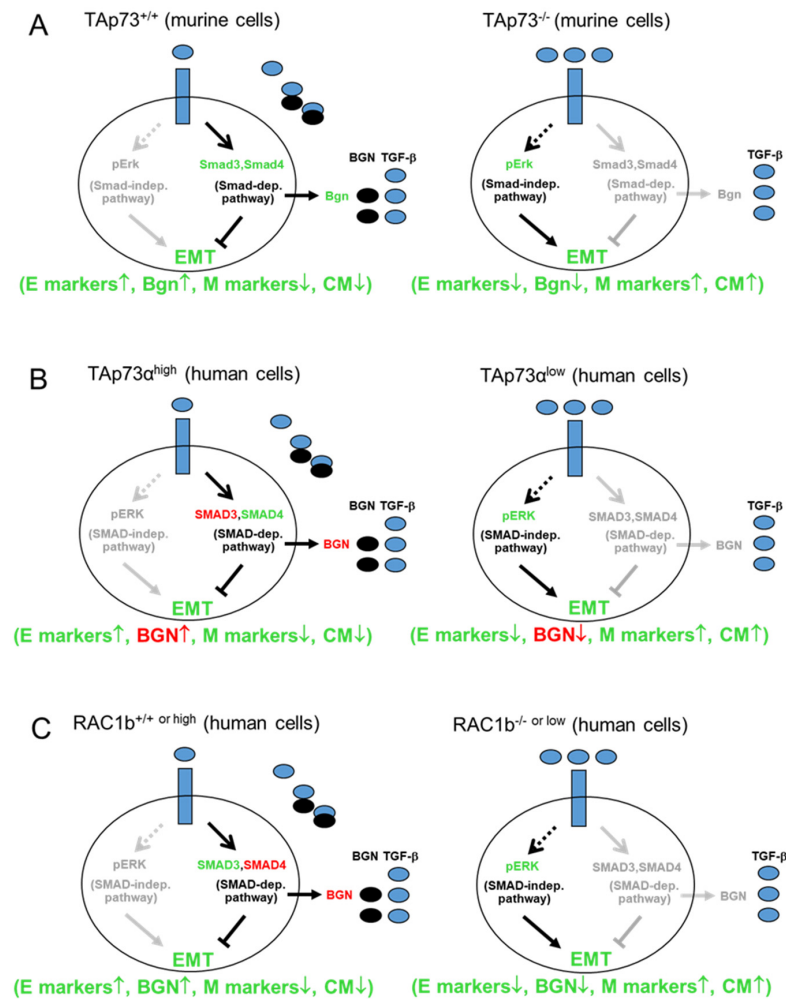 A
TAp73+/+ (murine cells)
TAp73-/- (murine cells)
pErk
(Smad-indep.
pathway)
Smad3,Smad4
(Smad-dep.
pathway)
Bgn
BGN TGF-β
EMT
(E markers↑, Bgn↑, M markers↓, CM↓)
pErk
(Smad-indep.
pathway)
Smad3,Smad4
(Smad-dep.
pathway)
Bgn
TGF-β
EMT
(E markers↓, Bgn↓, M markers↑, CM↑)
B
TAp73αhigh (human cells)
TAp73αlow (human cells)
pERK
(SMAD-indep.
pathway)
SMAD3,SMAD4
(SMAD-dep.
pathway)
BGN
BGN TGF-β
EMT
(E markers↑, BGN↑, M markers↓, CM↓)
pERK
(SMAD-indep.
pathway)
SMAD3,SMAD4
(SMAD-dep.
pathway)
BGN
TGF-β
EMT
(E markers↓, BGN↓, M markers↑, CM↑)
C
RAC1b+/+ or high (human cells)
RAC1b-/- or low (human cells)
pERK
(SMAD-indep.
pathway)
SMAD3,SMAD4
(SMAD-dep.
pathway)
BGN
BGN TGF-β
EMT
(E markers↑, BGN↑, M markers↓, CM↓)
pERK
(SMAD-indep.
pathway)
SMAD3,SMAD4
(SMAD-dep.
pathway)
BGN
TGF-β
EMT
(E markers↓, BGN↓, M markers↑, CM↑)